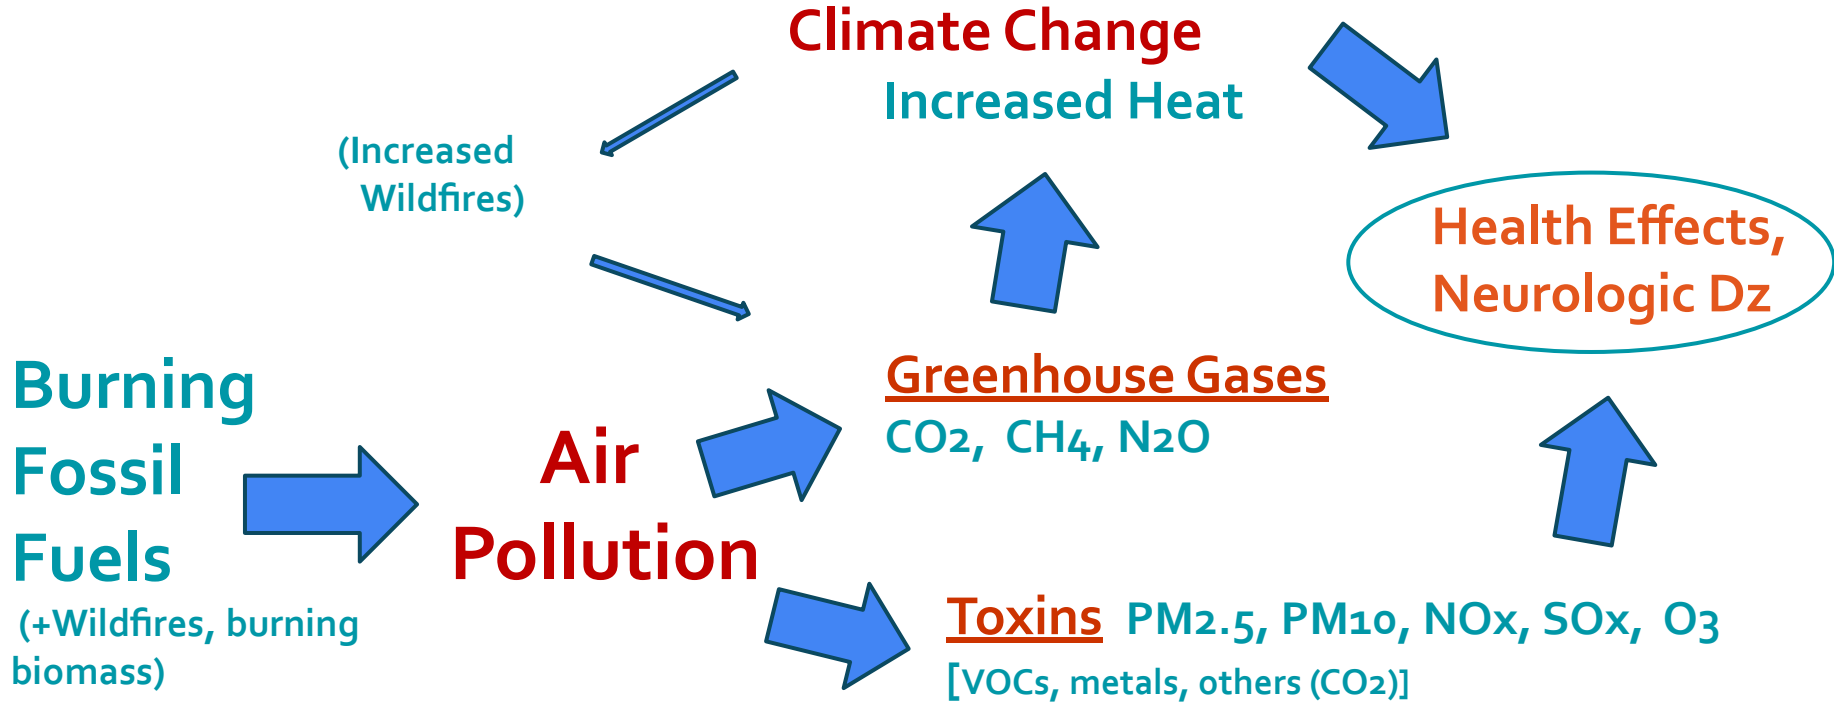 Climate Change
Increased Heat
(Increased
Wildfires)
Health Effects,
Neurologic Dz
Burning
Fossil
Fuels
(+Wildfires, burning
biomass)
Air
Pollution
Greenhouse Gases
CO2, CH4, N2O
Toxins PM2.5, PM10, NOx, SOx, O3
[VOCs, metals, others (CO2)]